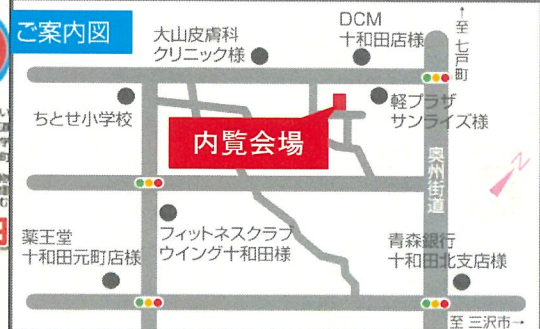 ご案内図
大山皮膚科
クリニック様
DCM
十和田店様
↑至 七戸町
ちとせ小学校
軽プラザ
サンライズ様
内覧会場
奥州街道
N
薬王堂
十和田元町店様
フィットネスクラブ
ウイング十和田様
青森銀行
十和田北支店様
至 三沢市→